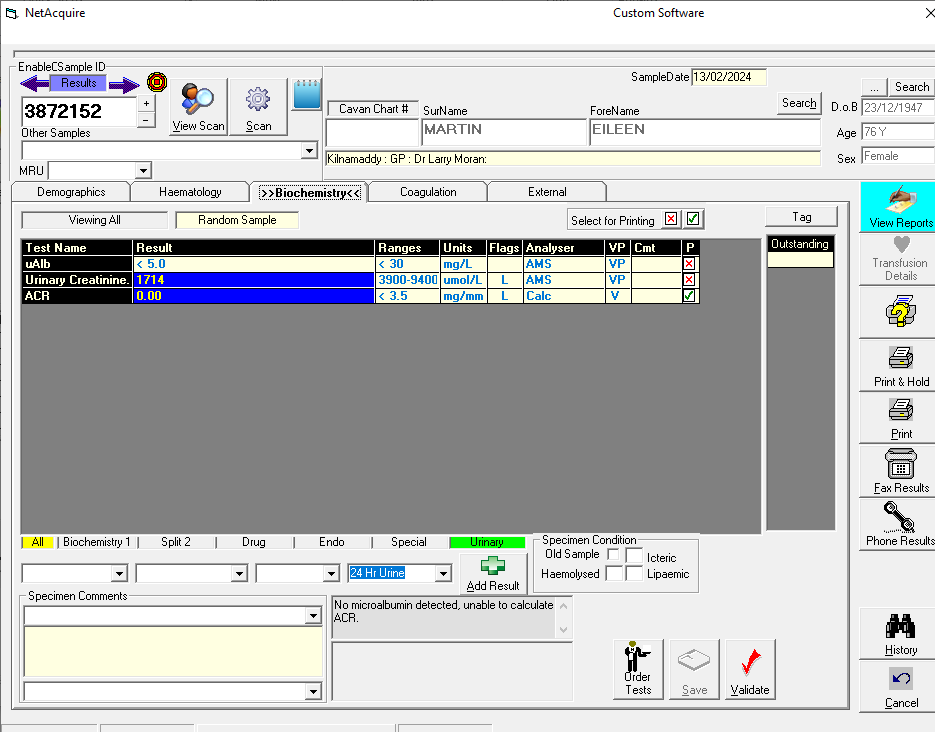 NetAcquire Custom Software
EnableCSample ID
Results
3872152
+
-
View Scan
Scan
SampleDate 13/02/2024
... Search
Cavan Chart # SurName ForeName Search
D.o.B 23/12/1947
MARTIN EILEEN
Other Samples
Age 76 Y
Sex Female
Kilnamaddy : GP : Dr Larry Moran:
MRU
Demographics Haematology >>Biochemistry<< Coagulation External
Viewing All Random Sample Select for Printing Tag
Test Name Result Ranges Units Flags Analyser VP Cmt P
uAlb < 5.0 < 30 mg/L AMS VP
Urinary Creatinine. 1714 3900-9400 umol/L L AMS VP
ACR 0.00 < 3.5 mg/mm L Calc V
Outstanding
View Reports
Transfusion
Details
Print & Hold
Print
Fax Results
Phone Results
History
Cancel
All Biochemistry 1 Split 2 Drug Endo Special Urinary
24 Hr Urine
Add Result
Specimen Condition
Old Sample Icteric
Haemolysed Lipaemic
Specimen Comments
No microalbumin detected, unable to calculate
ACR.
Order
Tests
Save
Validate